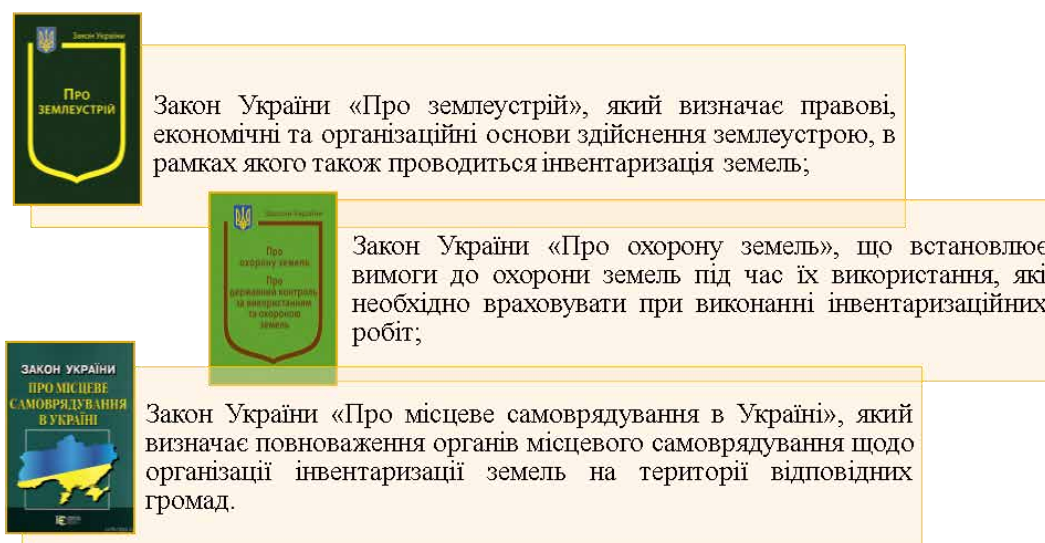 Закон України
Про
ЗЕМЛЕУСТРІЙ
Закон України «Про землеустрій», який визначає правові,
економічні та організаційні основи здійснення землеустрою, в
рамках якого також проводиться інвентаризація земель;
Закони України
Про
охорону земель
Про
державний контроль
за використанням
та охороною
земель
Закон України «Про охорону земель», що встановлює
вимоги до охорони земель під час їх використання, які
необхідно враховувати при виконанні інвентаризаційних
робіт;
ЗАКОН УКРАЇНИ
ПРО МІСЦЕВЕ
САМОВРЯДУВАННЯ
В УКРАЇНІ
Закон України «Про місцеве самоврядування в Україні», який
визначає повноваження органів місцевого самоврядування щодо
організації інвентаризації земель на території відповідних
громад.